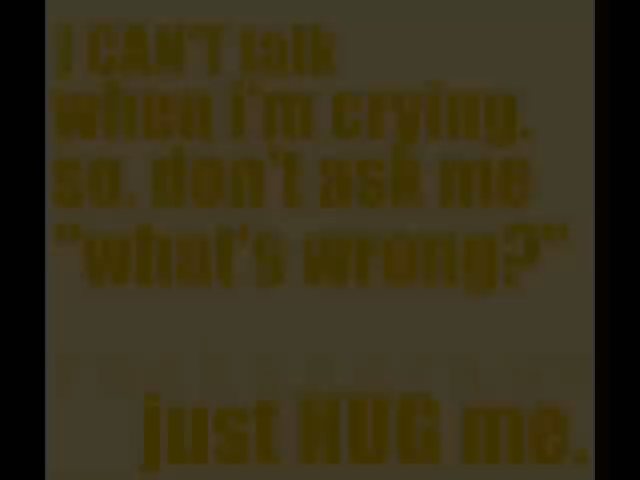 I CAN'T talk
when i'm crying.
so. don't ask me
"what's wrong?"
just HUG me.